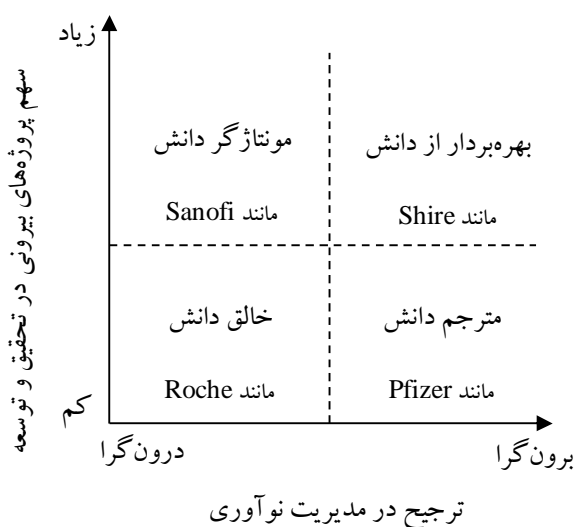 زیاد
سهم پروژه‌های بیرونی در تحقیق و توسعه
بهره‌بردار از دانش
مونتاژگر دانش
مانند Shire
مانند Sanofi
مترجم دانش
خالق دانش
مانند Pfizer
مانند Roche
کم
برون‌گرا
درون‌گرا
ترجیح در مدیریت نوآوری